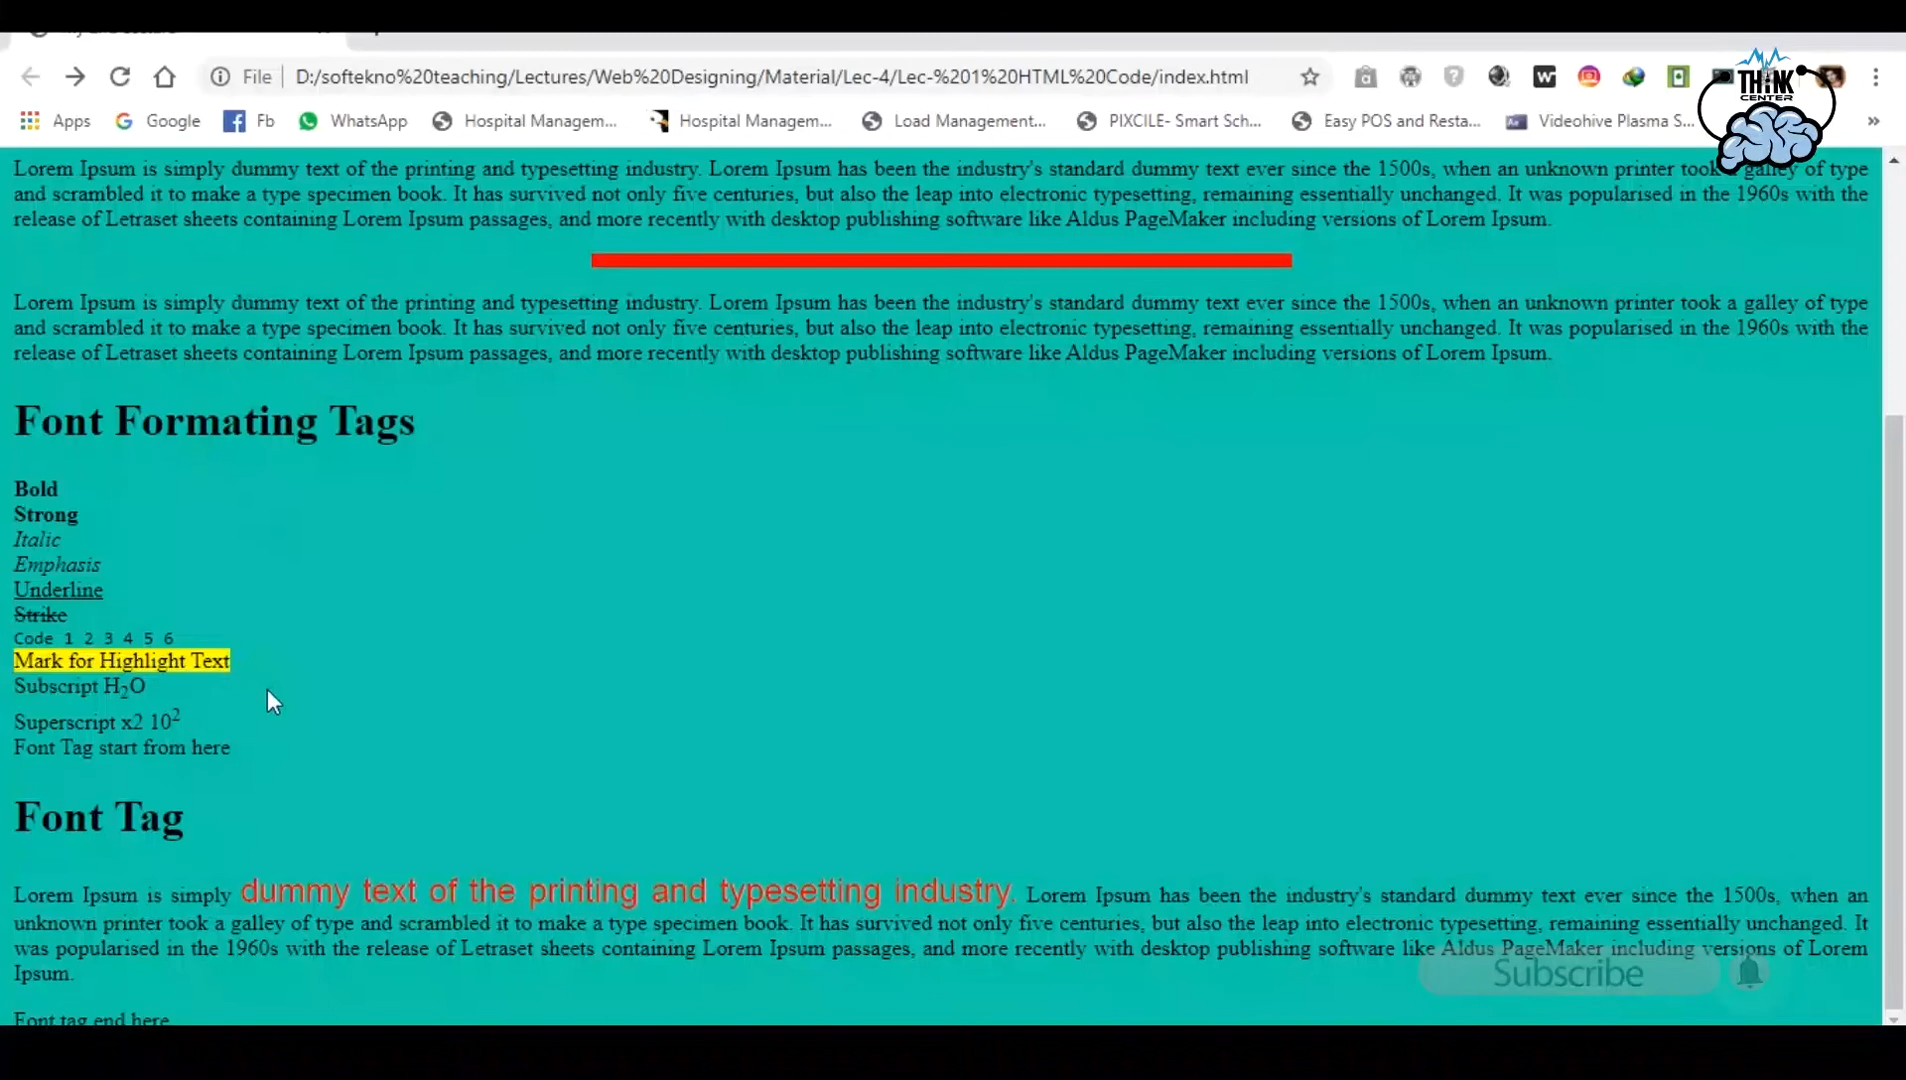 File D:/softekno%20teaching/Lectures/Web%20Designing/Material/Lec-4/Lec-%201%20HTML%20Code/index.html
THINK
CENTER
Apps Google Fb WhatsApp Hospital Managem... Hospital Managem... Load Management... PIXCILE- Smart Sch... Easy POS and Resta... Videohive Plasma S... »
Lorem Ipsum is simply dummy text of the printing and typesetting industry. Lorem Ipsum has been the industry's standard dummy text ever since the 1500s, when an unknown printer took a galley of type
and scrambled it to make a type specimen book. It has survived not only five centuries, but also the leap into electronic typesetting, remaining essentially unchanged. It was popularised in the 1960s with the
release of Letraset sheets containing Lorem Ipsum passages, and more recently with desktop publishing software like Aldus PageMaker including versions of Lorem Ipsum.
Lorem Ipsum is simply dummy text of the printing and typesetting industry. Lorem Ipsum has been the industry's standard dummy text ever since the 1500s, when an unknown printer took a galley of type
and scrambled it to make a type specimen book. It has survived not only five centuries, but also the leap into electronic typesetting, remaining essentially unchanged. It was popularised in the 1960s with the
release of Letraset sheets containing Lorem Ipsum passages, and more recently with desktop publishing software like Aldus PageMaker including versions of Lorem Ipsum.
Font Formating Tags
Bold
Strong
Italic
Emphasis
Underline
Strike
Code 1 2 3 4 5 6
Mark for Highlight Text
Subscript H₂O
Superscript x2 10²
Font Tag start from here
Font Tag
Lorem Ipsum is simply dummy text of the printing and typesetting industry. Lorem Ipsum has been the industry's standard dummy text ever since the 1500s, when an
unknown printer took a galley of type and scrambled it to make a type specimen book. It has survived not only five centuries, but also the leap into electronic typesetting, remaining essentially unchanged. It
was popularised in the 1960s with the release of Letraset sheets containing Lorem Ipsum passages, and more recently with desktop publishing software like Aldus PageMaker including versions of Lorem
Ipsum.
Subscribe
Font tag end here